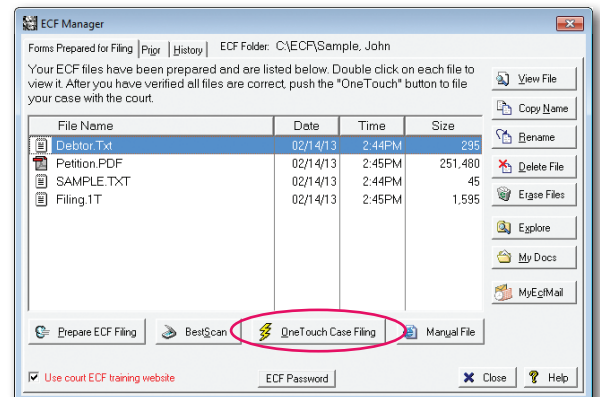 ECF Manager
Forms Prepared for Filing Prior History ECF Folder: C:\ECF\Sample, John
Your ECF files have been prepared and are listed below. Double click on each file to
view it. After you have verified all files are correct, push the "OneTouch" button to file
your case with the court.
File Name Date Time Size
Debtor.Txt 02/14/13 2:44PM 295
Petition.PDF 02/14/13 2:45PM 251,480
SAMPLE.TXT 02/14/13 2:44PM 45
Filing.1T 02/14/13 2:45PM 1,595
View File
Copy Name
Rename
Delete File
Erase Files
Explore
My Docs
MyEcfMail
Prepare ECF Filing BestScan OneTouch Case Filing Manual File
Use court ECF training website ECF Password Close Help